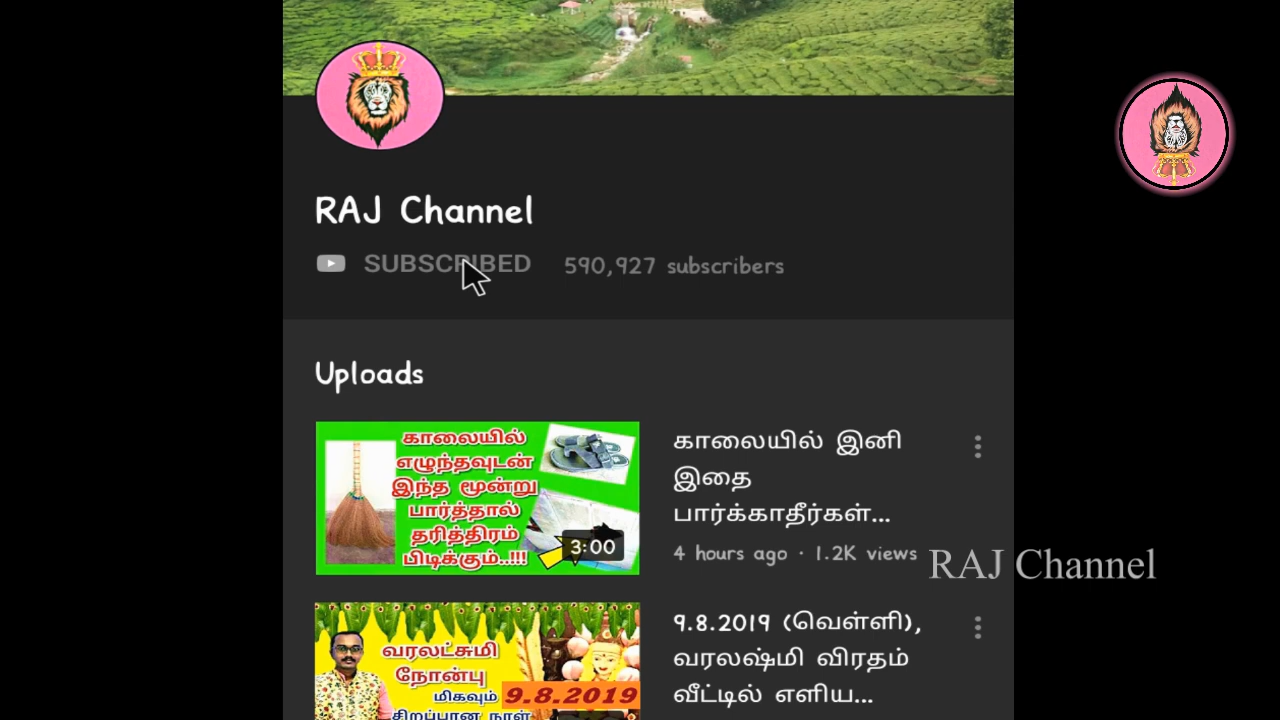 RAJ Channel
SUBSCRIBED 590,927 subscribers
Uploads
காலையில்
எழுந்தவுடன்
இந்த மூன்று
பார்த்தால்
தரித்திரம்
பிடிக்கும்..!!!
3:00
காலையில் இனி
இதை
பார்க்காதீர்கள்...
4 hours ago · 1.2K views
RAJ Channel
வரலட்சுமி
நோன்பு
மிகவும் 9.8.2019
சிறப்பான நாள்
9.8.2019 (வெள்ளி),
வரலஷ்மி விரதம்
வீட்டில் எளிய...